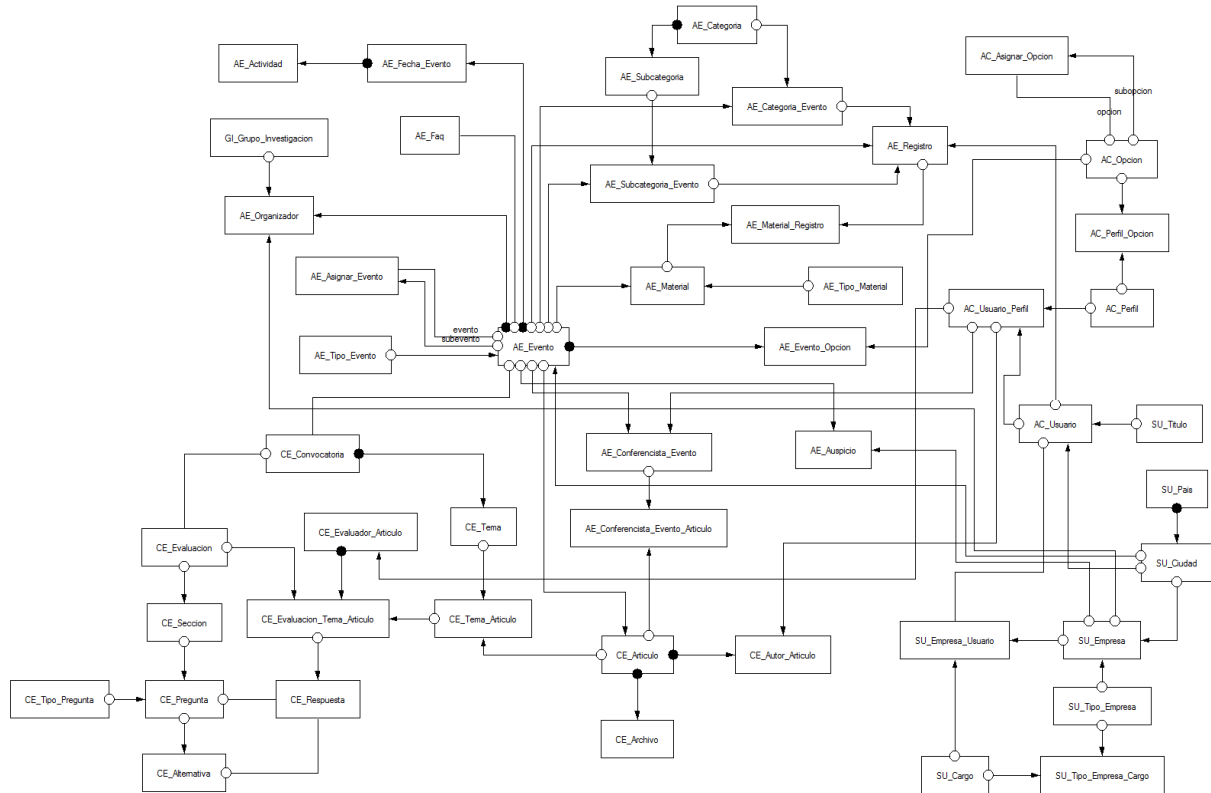 AE_Categoria
AE_Actividad
AE_Fecha_Evento
AC_Asignar_Opcion
AE_Subcategoria
subopcion
opcion
AE_Categoria_Evento
GI_Grupo_Investigacion
AE_Faq
AE_Registro
AC_Opcion
AE_Subcategoria_Evento
AE_Organizador
AE_Material_Registro
AC_Perfil_Opcion
AE_Asignar_Evento
AE_Material
AE_Tipo_Material
AC_Usuario_Perfil
AC_Perfil
evento
subevento
AE_Evento
AE_Evento_Opcion
AE_Tipo_Evento
AC_Usuario
SU_Titulo
CE_Convocatoria
AE_Conferencista_Evento
AE_Auspicio
SU_Pais
CE_Evaluador_Articulo
CE_Tema
AE_Conferencista_Evento_Articulo
CE_Evaluacion
SU_Ciudad
CE_Seccion
CE_Evaluacion_Tema_Articulo
CE_Tema_Articulo
SU_Empresa_Usuario
SU_Empresa
CE_Articulo
CE_Autor_Articulo
CE_Tipo_Pregunta
CE_Pregunta
CE_Respuesta
SU_Tipo_Empresa
CE_Archivo
CE_Alternativa
SU_Cargo
SU_Tipo_Empresa_Cargo